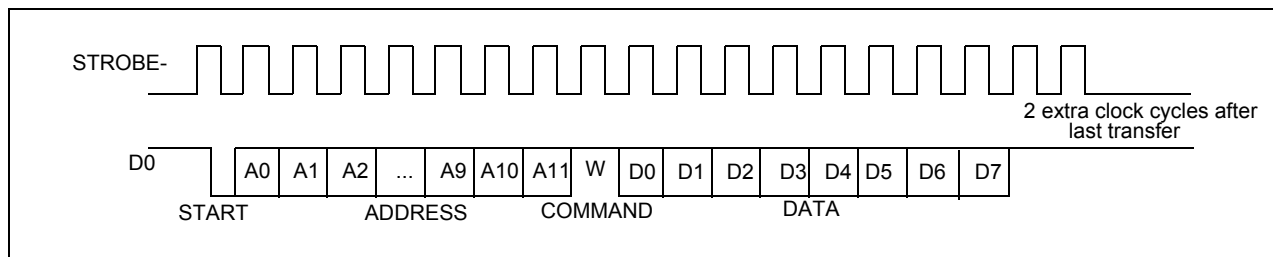 STROBE-
2 extra clock cycles after
last transfer
D0
A0 A1 A2 ... A9 A10 A11 W D0 D1 D2 D3 D4 D5 D6 D7
START ADDRESS COMMAND DATA